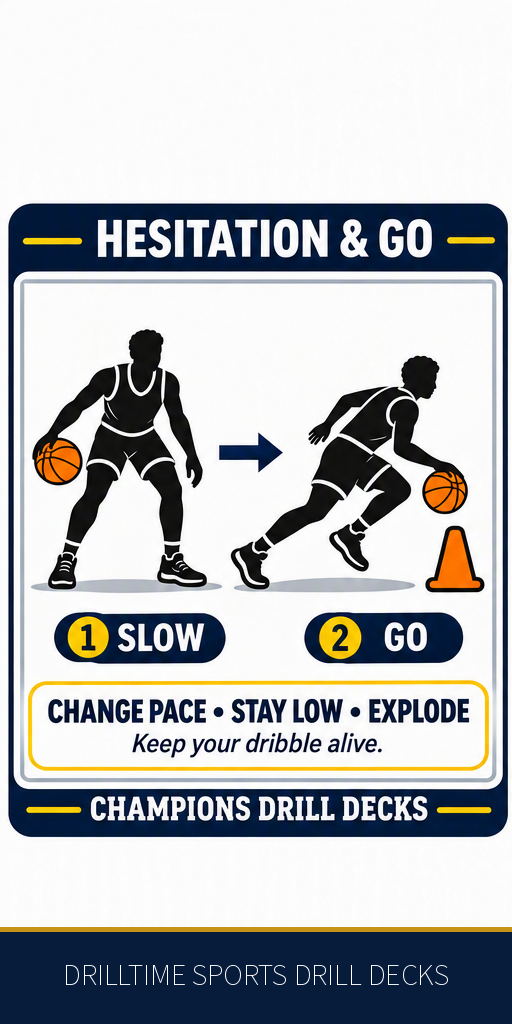 HESITATION & GO
1 SLOW
2 GO
CHANGE PACE • STAY LOW • EXPLODE
Keep your dribble alive.
CHAMPIONS DRILL DECKS
DRILLTIME SPORTS DRILL DECKS